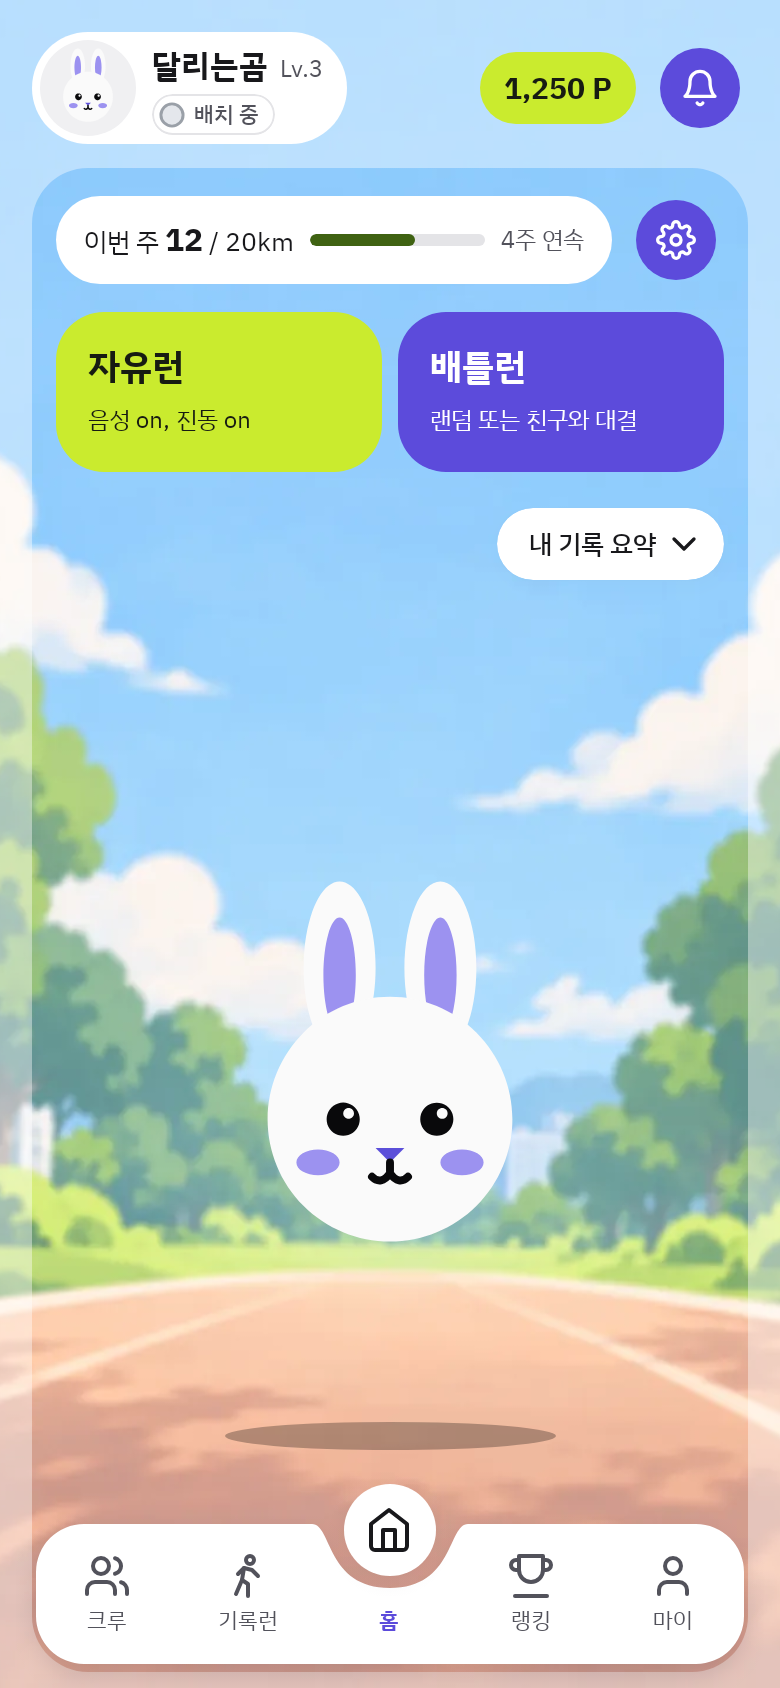 달리는곰 Lv.3
배치 중
1,250 P
이번 주 12 / 20km 4주 연속
자유런
음성 on, 진동 on
배틀런
랜덤 또는 친구와 대결
내 기록 요약
크루 기록런 홈 랭킹 마이